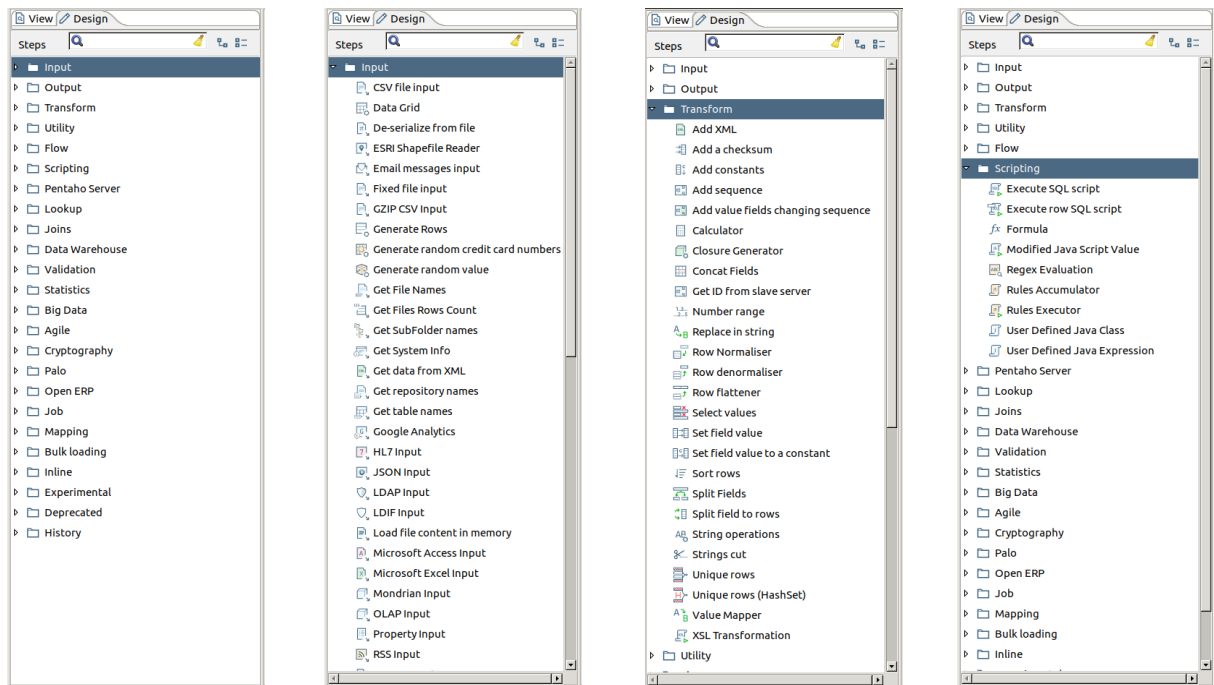 View Design
Steps
Input
Output
Transform
Utility
Flow
Scripting
Pentaho Server
Lookup
Joins
Data Warehouse
Validation
Statistics
Big Data
Agile
Cryptography
Palo
Open ERP
Job
Mapping
Bulk loading
Inline
Experimental
Deprecated
History
View Design
Steps
Input
CSV file input
Data Grid
De-serialize from file
ESRI Shapefile Reader
Email messages input
Fixed file input
GZIP CSV Input
Generate Rows
Generate random credit card numbers
Generate random value
Get File Names
Get Files Rows Count
Get SubFolder names
Get System Info
Get data from XML
Get repository names
Get table names
Google Analytics
HL7 Input
JSON Input
LDAP Input
LDIF Input
Load file content in memory
Microsoft Access Input
Microsoft Excel Input
Mondrian Input
OLAP Input
Property Input
RSS Input
View Design
Steps
Input
Output
Transform
Add XML
Add a checksum
Add constants
Add sequence
Add value fields changing sequence
Calculator
Closure Generator
Concat Fields
Get ID from slave server
Number range
Replace in string
Row Normaliser
Row denormaliser
Row flattener
Select values
Set field value
Set field value to a constant
Sort rows
Split Fields
Split field to rows
String operations
Strings cut
Unique rows
Unique rows (HashSet)
Value Mapper
XSL Transformation
Utility
View Design
Steps
Input
Output
Transform
Utility
Flow
Scripting
Execute SQL script
Execute row SQL script
Formula
Modified Java Script Value
Regex Evaluation
Rules Accumulator
Rules Executor
User Defined Java Class
User Defined Java Expression
Pentaho Server
Lookup
Joins
Data Warehouse
Validation
Statistics
Big Data
Agile
Cryptography
Palo
Open ERP
Job
Mapping
Bulk loading
Inline